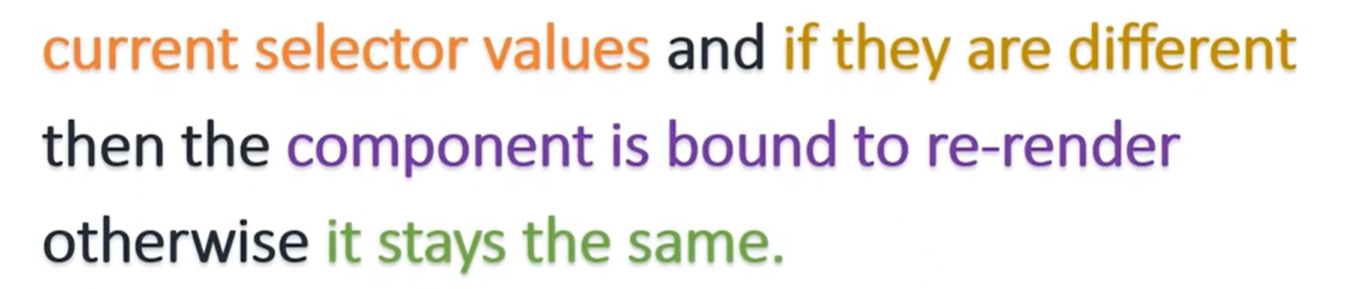 current selector values and if they are different
then the component is bound to re-render
otherwise it stays the same.